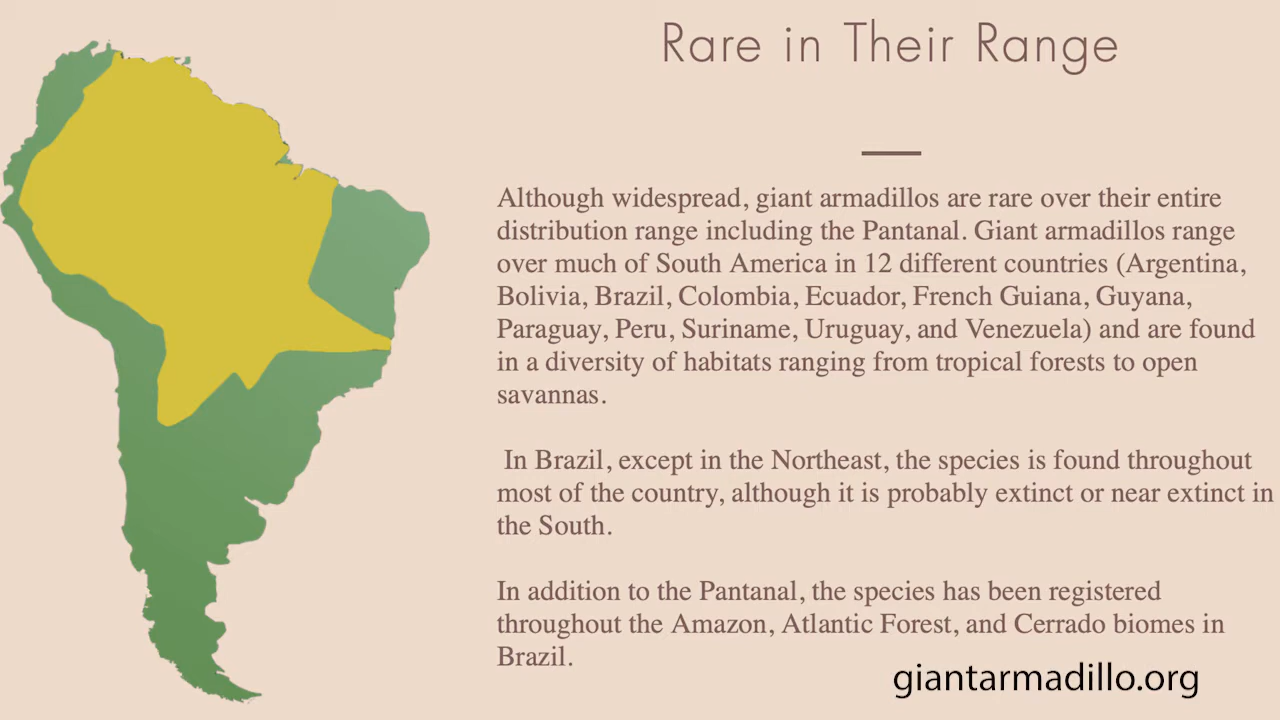 Rare in Their Range
Although widespread, giant armadillos are rare over their entire
distribution range including the Pantanal. Giant armadillos range
over much of South America in 12 different countries (Argentina,
Bolivia, Brazil, Colombia, Ecuador, French Guiana, Guyana,
Paraguay, Peru, Suriname, Uruguay, and Venezuela) and are found
in a diversity of habitats ranging from tropical forests to open
savannas.
In Brazil, except in the Northeast, the species is found throughout
most of the country, although it is probably extinct or near extinct in
the South.
In addition to the Pantanal, the species has been registered
throughout the Amazon, Atlantic Forest, and Cerrado biomes in
Brazil.
giantarmadillo.org